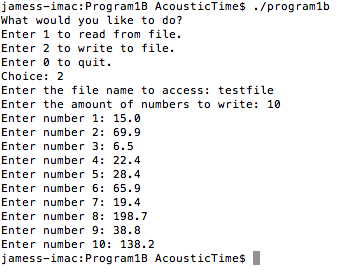 jamess-imac:Program1B AcousticTime$ ./program1b
What would you like to do?
Enter 1 to read from file.
Enter 2 to write to file.
Enter 0 to quit.
Choice: 2
Enter the file name to access: testfile
Enter the amount of numbers to write: 10
Enter number 1: 15.0
Enter number 2: 69.9
Enter number 3: 6.5
Enter number 4: 22.4
Enter number 5: 28.4
Enter number 6: 65.9
Enter number 7: 19.4
Enter number 8: 198.7
Enter number 9: 38.8
Enter number 10: 138.2
jamess-imac:Program1B AcousticTime$